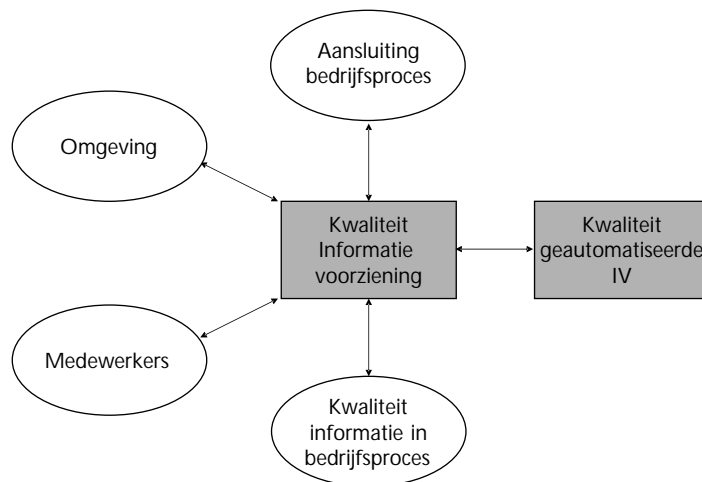 Aansluiting
bedrijfsproces
Omgeving
Kwaliteit
Informatie
voorziening
Kwaliteit
geautomatiseerde
IV
Medewerkers
Kwaliteit
informatie in
bedrijfsproces